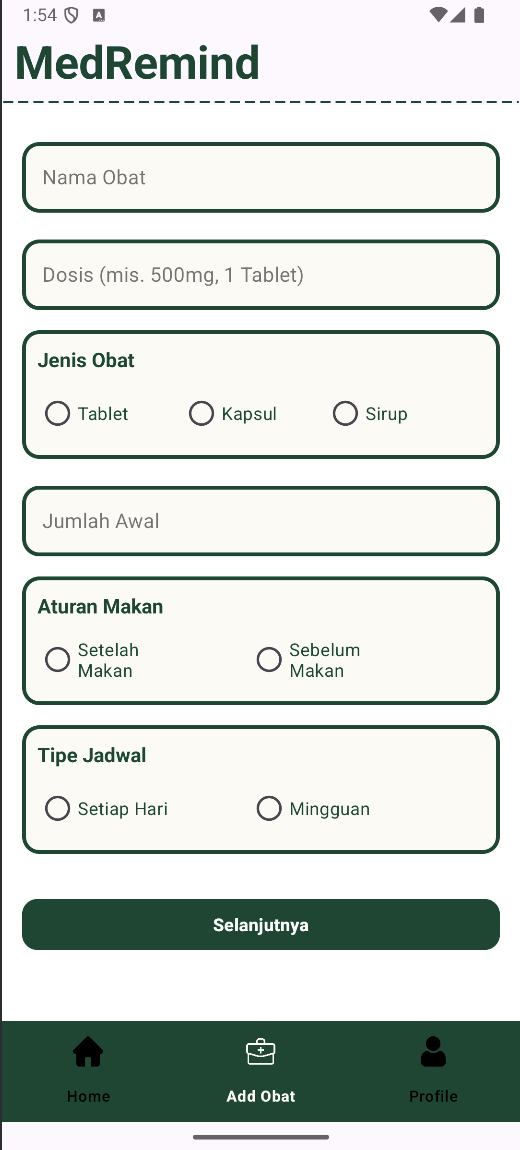 1:54
MedRemind
Nama Obat
Dosis (mis. 500mg, 1 Tablet)
Jenis Obat
Tablet Kapsul Sirup
Jumlah Awal
Aturan Makan
Setelah Makan Sebelum Makan
Tipe Jadwal
Setiap Hari Mingguan
Selanjutnya
Home Add Obat Profile